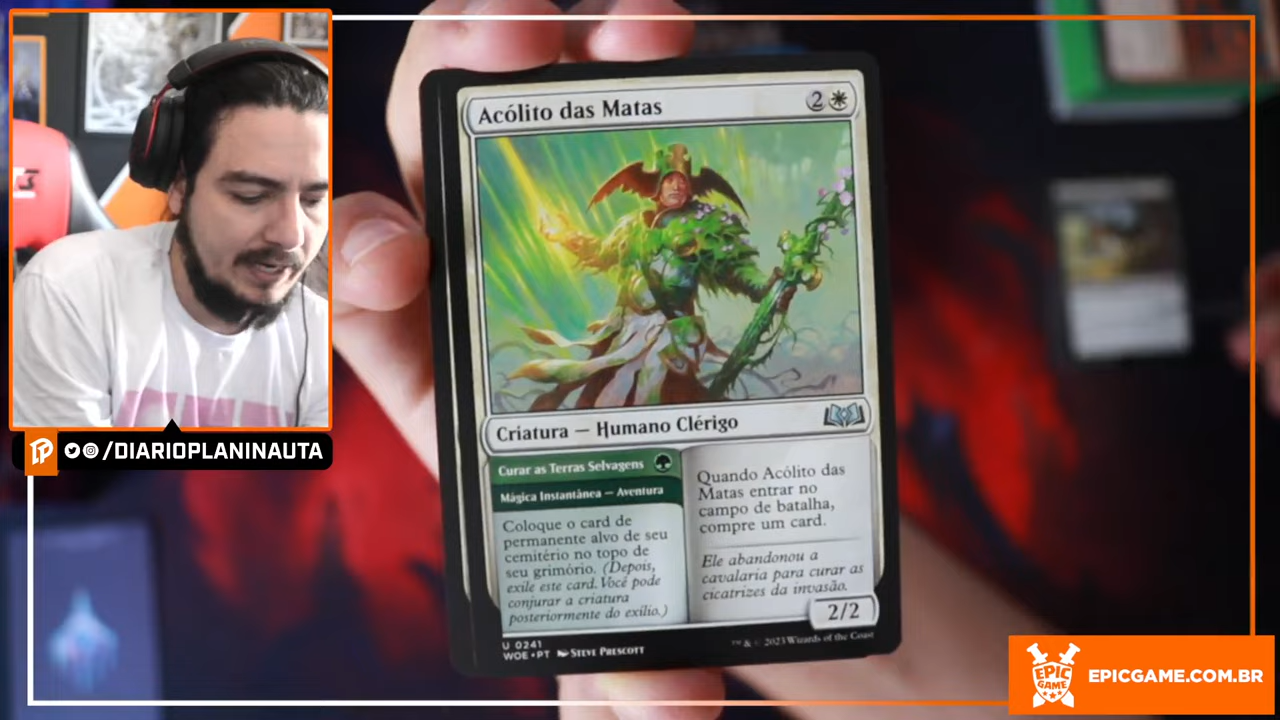 Acólito das Matas 2
Criatura — Humano Clérigo
Curar as Terras Selvagens
Mágica Instantânea — Aventura
Coloque o card de
permanente alvo de seu
cemitério no topo de
seu grimório. (Depois,
exile este card. Você pode
conjurar a criatura
posteriormente do exílio.)
Quando Acólito das
Matas entrar no
campo de batalha,
compre um card.
Ele abandonou a
cavalaria para curar as
cicatrizes da invasão.
2/2
U 0241
WOE • PT STEVE PRESCOTT
™ & © 2023 Wizards of the Coast
/DIARIOPLANINAUTA
EPIC
GAME
EPICGAME.COM.BR